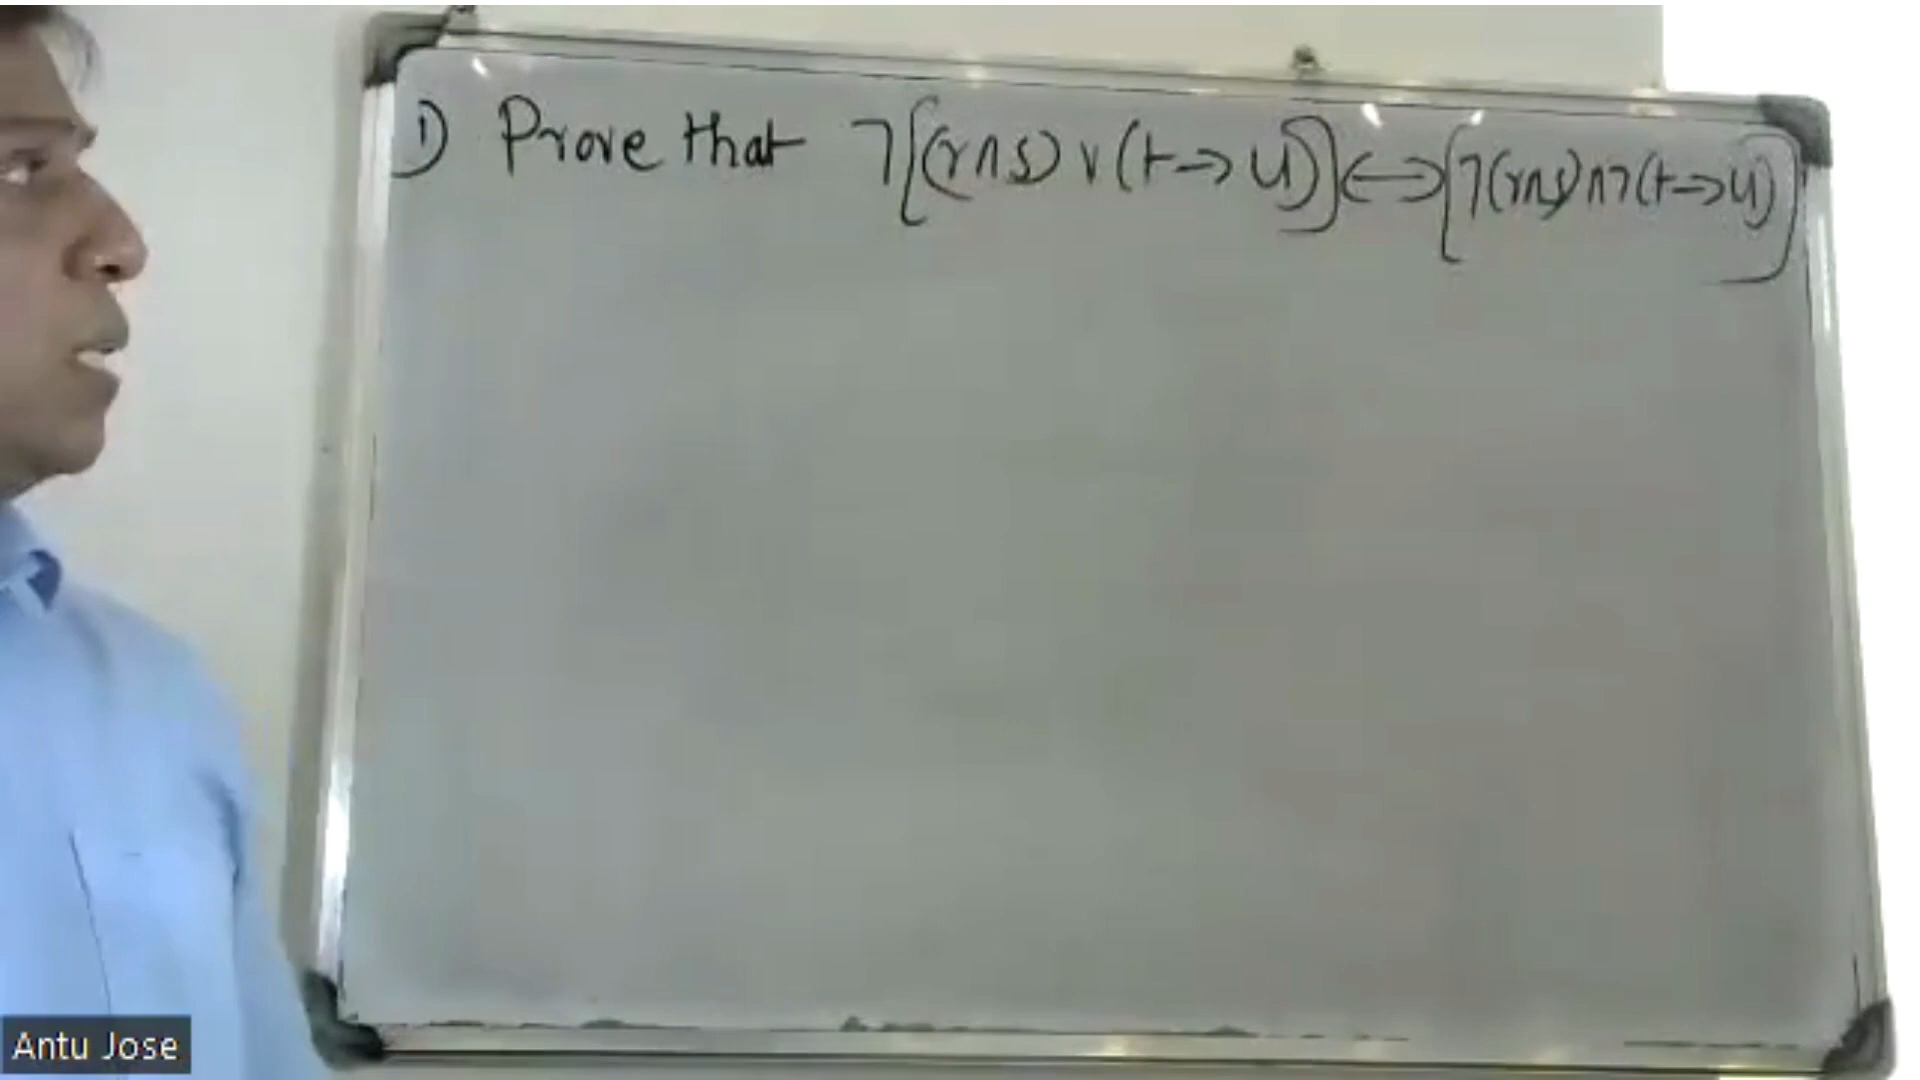 1) Prove that ¬[(r∧s)∨(t→u)]↔[¬(r∧s)∧¬(t→u)]
Antu Jose